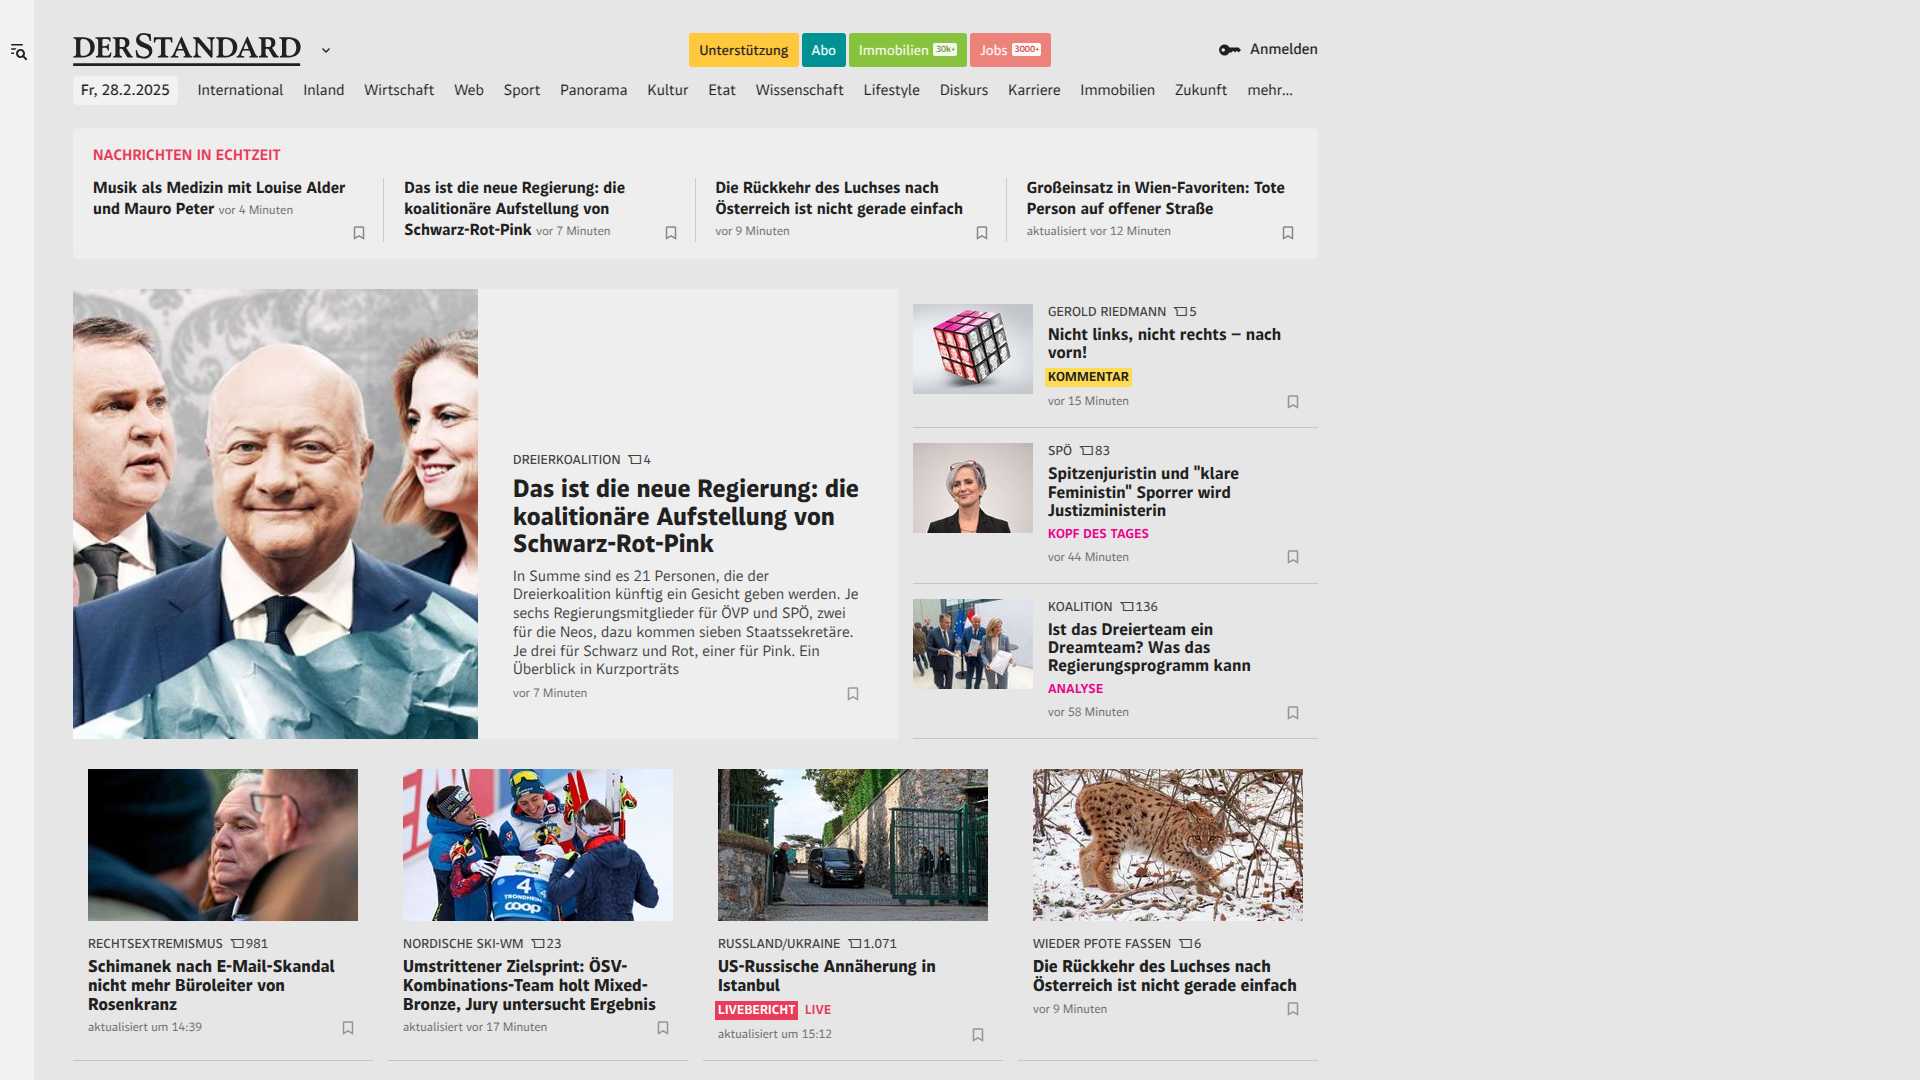 DERSTANDARD
Unterstützung
Abo
Immobilien 30k+
Jobs 3000+
Anmelden
Fr, 28.2.2025
International
Inland
Wirtschaft
Web
Sport
Panorama
Kultur
Etat
Wissenschaft
Lifestyle
Diskurs
Karriere
Immobilien
Zukunft
mehr...
NACHRICHTEN IN ECHTZEIT
Musik als Medizin mit Louise Alder
und Mauro Peter vor 4 Minuten
Das ist die neue Regierung: die
koalitionäre Aufstellung von
Schwarz-Rot-Pink vor 7 Minuten
Die Rückkehr des Luchses nach
Österreich ist nicht gerade einfach
vor 9 Minuten
Großeinsatz in Wien-Favoriten: Tote
Person auf offener Straße
aktualisiert vor 12 Minuten
DREIERKOALITION 4
Das ist die neue Regierung: die
koalitionäre Aufstellung von
Schwarz-Rot-Pink
In Summe sind es 21 Personen, die der
Dreierkoalition künftig ein Gesicht geben werden. Je
sechs Regierungsmitglieder für ÖVP und SPÖ, zwei
für die Neos, dazu kommen sieben Staatssekretäre.
Je drei für Schwarz und Rot, einer für Pink. Ein
Überblick in Kurzporträts
vor 7 Minuten
GEROLD RIEDMANN 5
Nicht links, nicht rechts – nach
vorn!
KOMMENTAR
vor 15 Minuten
SPÖ 83
Spitzenjuristin und "klare
Feministin" Sporrer wird
Justizministerin
KOPF DES TAGES
vor 44 Minuten
KOALITION 136
Ist das Dreierteam ein
Dreamteam? Was das
Regierungsprogramm kann
ANALYSE
vor 58 Minuten
RECHTSEXTREMISMUS 981
Schimanek nach E-Mail-Skandal
nicht mehr Büroleiter von
Rosenkranz
aktualisiert um 14:39
4
TRONDHEIM
coop
NORDISCHE SKI-WM 23
Umstrittener Zielsprint: ÖSV-
Kombinations-Team holt Mixed-
Bronze, Jury untersucht Ergebnis
aktualisiert vor 17 Minuten
RUSSLAND/UKRAINE 1.071
US-Russische Annäherung in
Istanbul
LIVEBERICHT LIVE
aktualisiert um 15:12
WIEDER PFOTE FASSEN 6
Die Rückkehr des Luchses nach
Österreich ist nicht gerade einfach
vor 9 Minuten